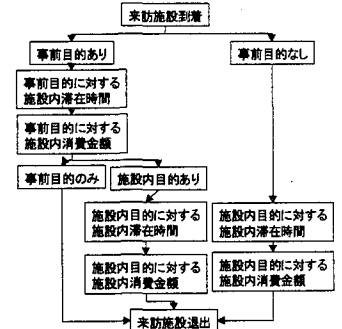 来訪施設到着
事前目的あり
事前目的なし
事前目的に対する
施設内滞在時間
事前目的に対する
施設内消費金額
事前目的のみ
施設内目的あり
施設内目的に対する
施設内滞在時間
施設内目的に対する
施設内滞在時間
施設内目的に対する
施設内消費金額
施設内目的に対する
施設内消費金額
来訪施設退出